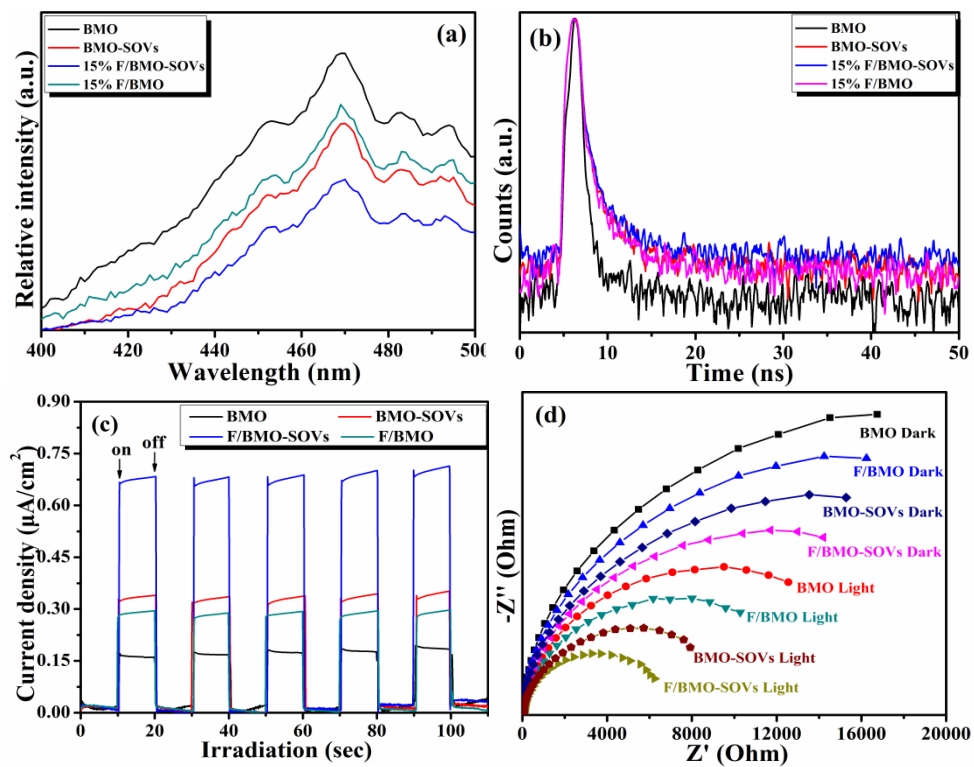 (a)
BMO
BMO-SOVs
15% F/BMO-SOVs
15% F/BMO
Relative intensity (a.u.)
400 420 440 460 480 500
Wavelength (nm)
(b)
BMO
BMO-SOVs
15% F/BMO-SOVs
15% F/BMO
Counts (a.u.)
0 10 20 30 40 50
Time (ns)
(c)
BMO BMO-SOVs
F/BMO-SOVs F/BMO
on off
Current density (µA/cm²)
0.90
0.75
0.60
0.45
0.30
0.15
0.00
0 20 40 60 80 100
Irradiation (sec)
(d)
BMO Dark
F/BMO Dark
BMO-SOVs Dark
F/BMO-SOVs Dark
BMO Light
F/BMO Light
BMO-SOVs Light
F/BMO-SOVs Light
-Z'' (Ohm)
0 4000 8000 12000 16000 20000
Z' (Ohm)